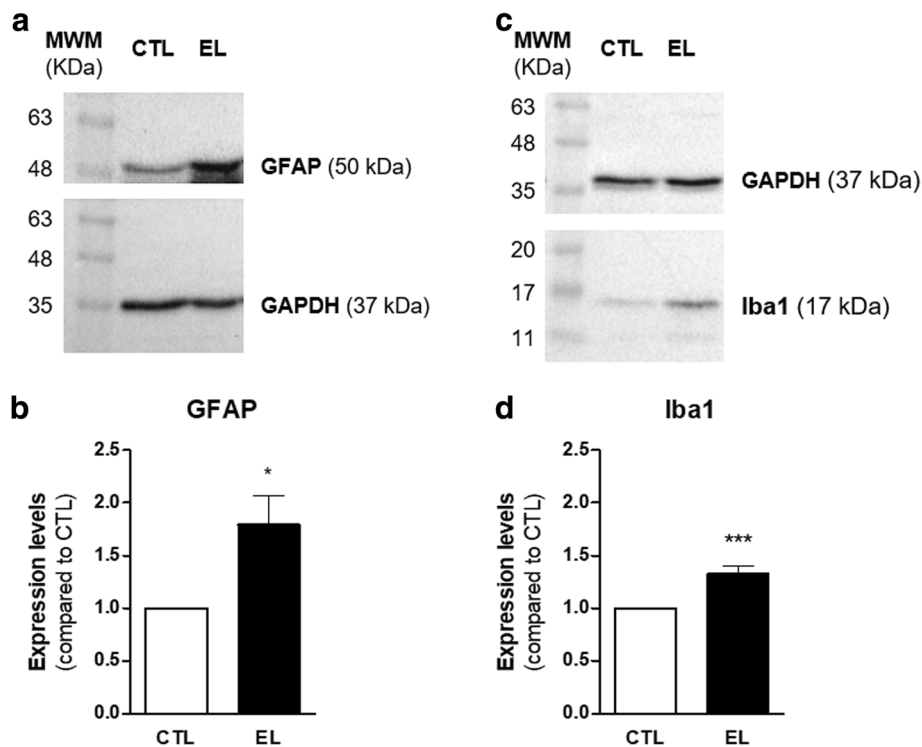 a
MWM
(KDa)
CTL EL
63
48
GFAP (50 kDa)
63
48
35
GAPDH (37 kDa)
c
MWM
(KDa)
CTL EL
63
48
35
GAPDH (37 kDa)
20
17
11
Iba1 (17 kDa)
b
GFAP
Expression levels
(compared to CTL)
2.5
2.0
1.5
1.0
0.5
0.0
*
CTL EL
d
Iba1
Expression levels
(compared to CTL)
2.5
2.0
1.5
1.0
0.5
0.0
***
CTL EL